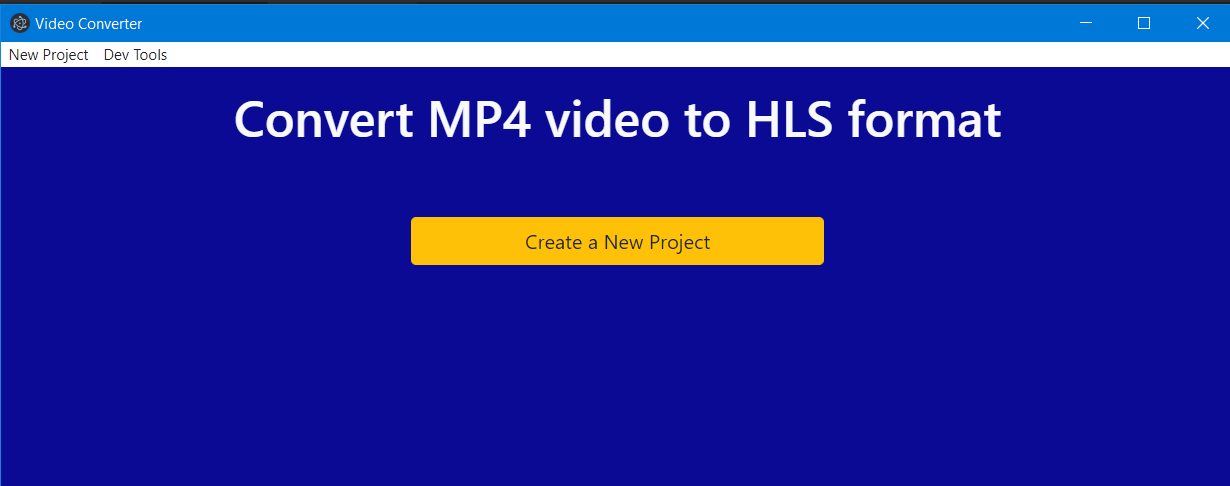 Video Converter
New Project Dev Tools
Convert MP4 video to HLS format
Create a New Project